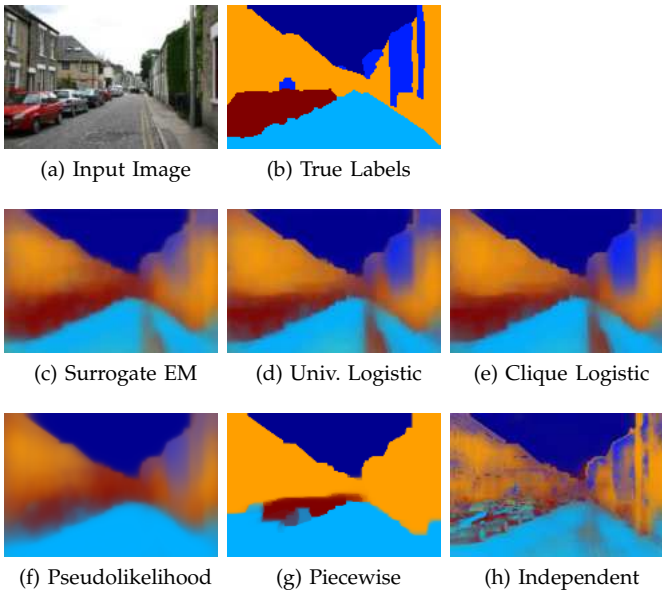 (a) Input Image
(b) True Labels
(c) Surrogate EM
(d) Univ. Logistic
(e) Clique Logistic
(f) Pseudolikelihood
(g) Piecewise
(h) Independent